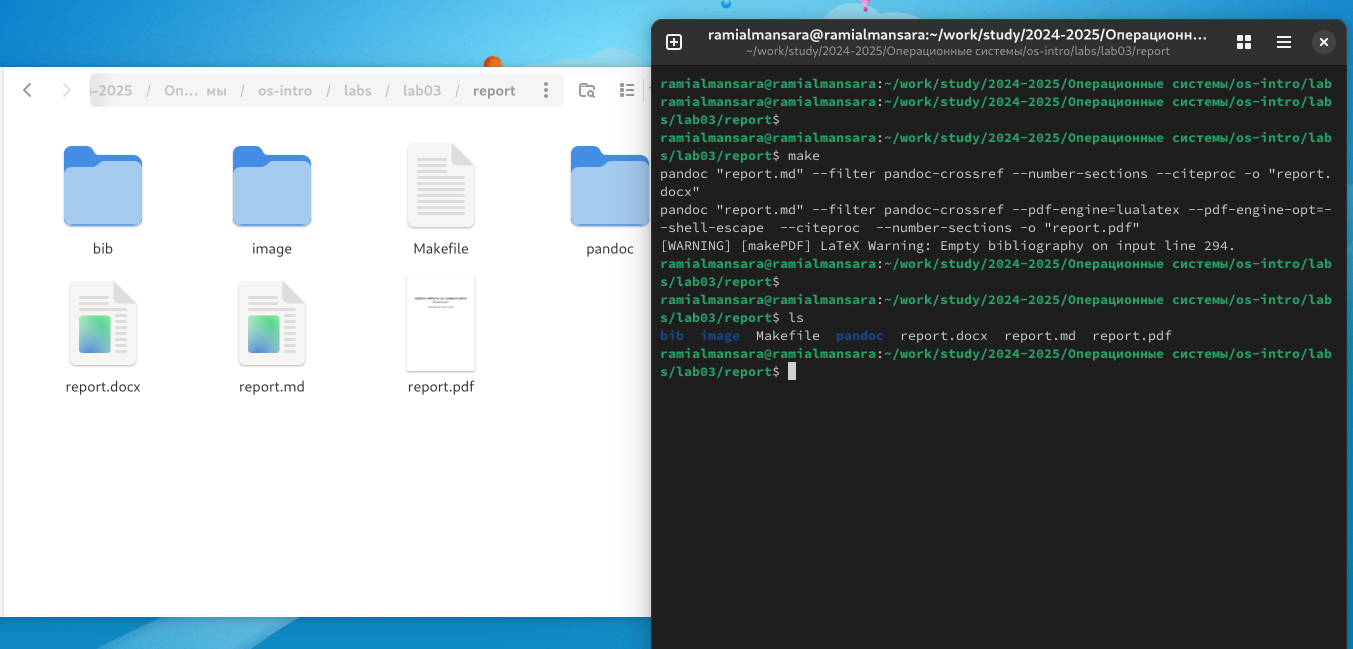 -2025 / Оп... мы / os-intro / labs / lab03 / report
bib
image
Makefile
pandoc
report.docx
report.md
report.pdf
ramialmansara@ramialmansara:~/work/study/2024-2025/Операционн...
~/work/study/2024-2025/Операционные системы/os-intro/labs/lab03/report
ramialmansara@ramialmansara:~/work/study/2024-2025/Операционные системы/os-intro/lab
ramialmansara@ramialmansara:~/work/study/2024-2025/Операционные системы/os-intro/lab
s/lab03/report$
ramialmansara@ramialmansara:~/work/study/2024-2025/Операционные системы/os-intro/lab
s/lab03/report$ make
pandoc "report.md" --filter pandoc-crossref --number-sections --citeproc -o "report.
docx"
pandoc "report.md" --filter pandoc-crossref --pdf-engine=lualatex --pdf-engine-opt=-
-shell-escape  --citeproc  --number-sections -o "report.pdf"
[WARNING] [makePDF] LaTeX Warning: Empty bibliography on input line 294.
ramialmansara@ramialmansara:~/work/study/2024-2025/Операционные системы/os-intro/lab
s/lab03/report$
ramialmansara@ramialmansara:~/work/study/2024-2025/Операционные системы/os-intro/lab
s/lab03/report$ ls
bib  image  Makefile  pandoc  report.docx  report.md  report.pdf
ramialmansara@ramialmansara:~/work/study/2024-2025/Операционные системы/os-intro/lab
s/lab03/report$